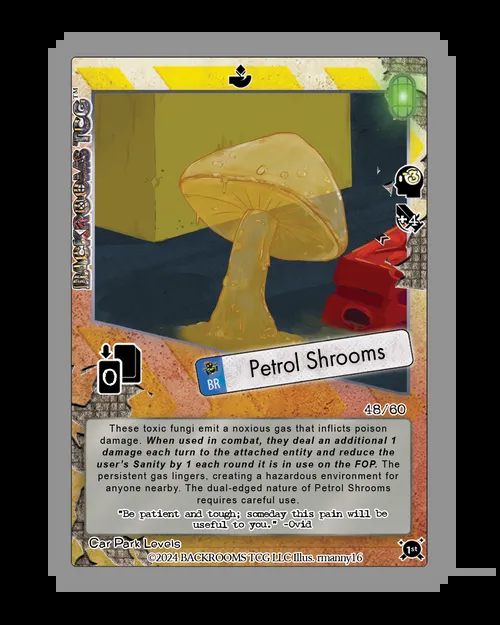 BACKROOMS TCG™
3
+4
0
BR
Petrol Shrooms
48/60
These toxic fungi emit a noxious gas that inflicts poison
damage. When used in combat, they deal an additional 1
damage each turn to the attached entity and reduce the
user's Sanity by 1 each round it is in use on the FOP. The
persistent gas lingers, creating a hazardous environment for
anyone nearby. The dual-edged nature of Petrol Shrooms
requires careful use.
"Be patient and tough; someday this pain will be
useful to you." -Ovid
Car Park Levels
©2024 BACKROOMS TCG LLC Illus. rmanny16
1st